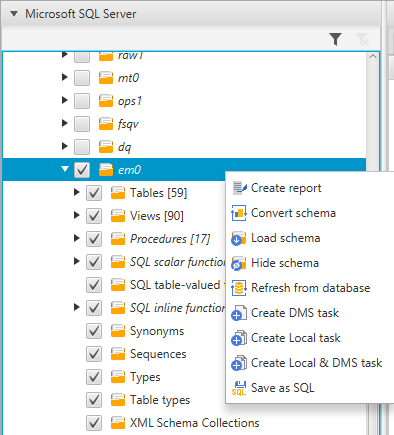 Microsoft SQL Server
raw1
mt0
ops1
fsqv
dq
em0
Tables [59]
Views [90]
Procedures [17]
SQL scalar function
SQL table-valued
SQL inline function
Synonyms
Sequences
Types
Table types
XML Schema Collections
Create report
Convert schema
Load schema
Hide schema
Refresh from database
Create DMS task
Create Local task
Create Local & DMS task
Save as SQL